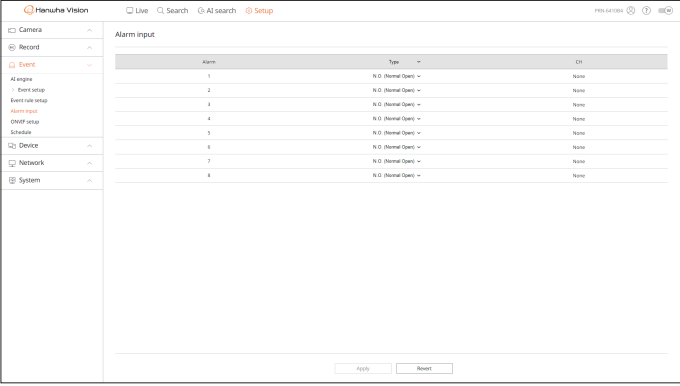 Hanwha Vision
Live Search AI search Setup
PRN-6410B4
Camera
Record
Event
AI engine
Event setup
Event rule setup
Alarm input
ONVIF setup
Schedule
Device
Network
System
Alarm input
Alarm Type CH
1 N.O. (Normal Open) None
2 N.O. (Normal Open) None
3 N.O. (Normal Open) None
4 N.O. (Normal Open) None
5 N.O. (Normal Open) None
6 N.O. (Normal Open) None
7 N.O. (Normal Open) None
8 N.O. (Normal Open) None
Apply Revert